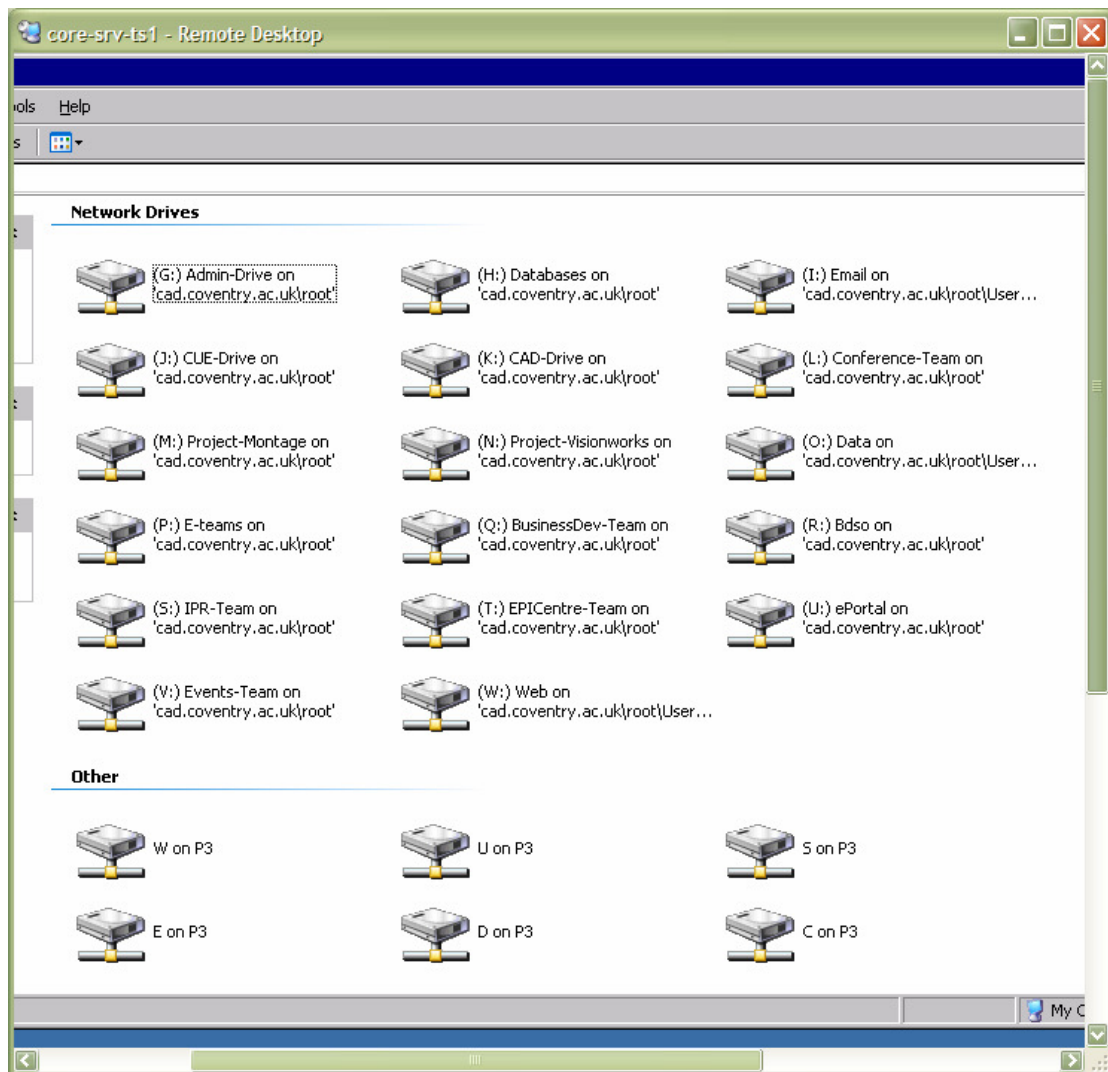 core-srv-ts1 - Remote Desktop
ools Help
s
Network Drives
(G:) Admin-Drive on
'cad.coventry.ac.uk\root'
(H:) Databases on
'cad.coventry.ac.uk\root'
(I:) Email on
'cad.coventry.ac.uk\root\User...
(J:) CUE-Drive on
'cad.coventry.ac.uk\root'
(K:) CAD-Drive on
'cad.coventry.ac.uk\root'
(L:) Conference-Team on
'cad.coventry.ac.uk\root'
(M:) Project-Montage on
'cad.coventry.ac.uk\root'
(N:) Project-Visionworks on
'cad.coventry.ac.uk\root'
(O:) Data on
'cad.coventry.ac.uk\root\User...
(P:) E-teams on
'cad.coventry.ac.uk\root'
(Q:) BusinessDev-Team on
'cad.coventry.ac.uk\root'
(R:) Bdso on
'cad.coventry.ac.uk\root'
(S:) IPR-Team on
'cad.coventry.ac.uk\root'
(T:) EPICentre-Team on
'cad.coventry.ac.uk\root'
(U:) ePortal on
'cad.coventry.ac.uk\root'
(V:) Events-Team on
'cad.coventry.ac.uk\root'
(W:) Web on
'cad.coventry.ac.uk\root\User...
Other
W on P3
U on P3
S on P3
E on P3
D on P3
C on P3
My C